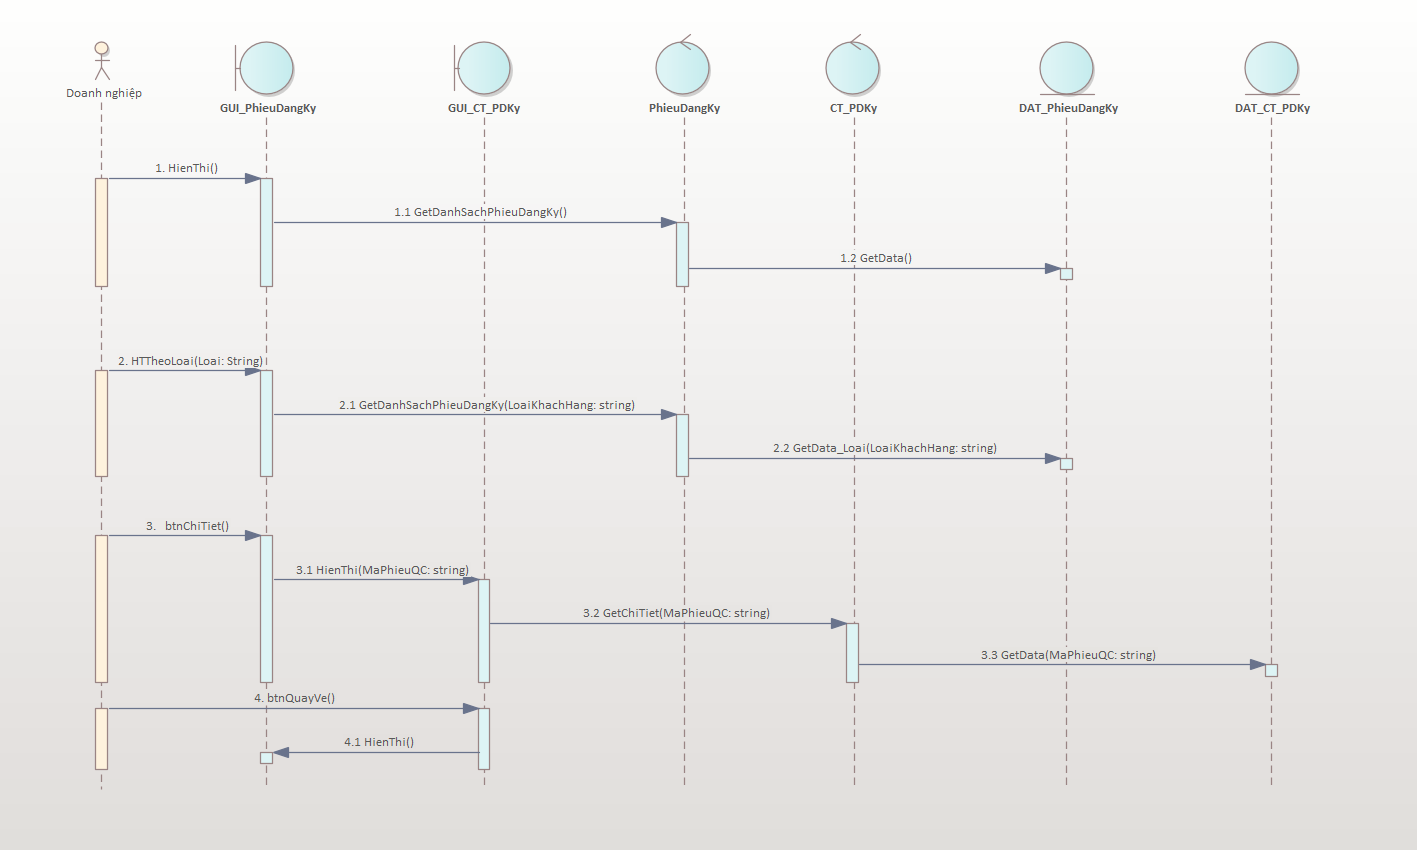 Doanh nghiệp
GUI_PhieuDangKy
GUI_CT_PDKy
PhieuDangKy
CT_PDKy
DAT_PhieuDangKy
DAT_CT_PDKy
1. HienThi()
1.1 GetDanhSachPhieuDangKy()
1.2 GetData()
2. HTTheoLoai(Loai: String)
2.1 GetDanhSachPhieuDangKy(LoaiKhachHang: string)
2.2 GetData_Loai(LoaiKhachHang: string)
3. btnChiTiet()
3.1 HienThi(MaPhieuQC: string)
3.2 GetChiTiet(MaPhieuQC: string)
3.3 GetData(MaPhieuQC: string)
4. btnQuayVe()
4.1 HienThi()